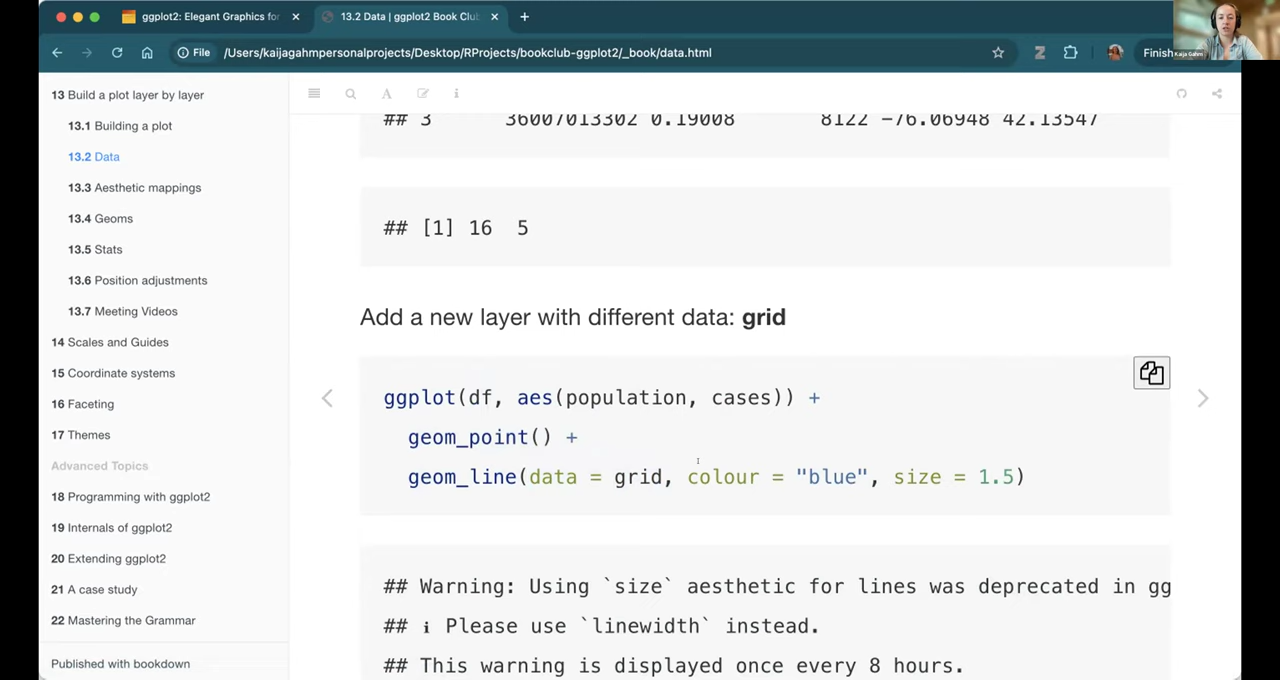 ggplot2: Elegant Graphics for
13.2 Data | ggplot2 Book Club
File /Users/kaijagahmpersonalprojects/Desktop/RProjects/bookclub-ggplot2/_book/data.html
Finish
Kaija Gahm
13 Build a plot layer by layer
13.1 Building a plot
13.2 Data
13.3 Aesthetic mappings
13.4 Geoms
13.5 Stats
13.6 Position adjustments
13.7 Meeting Videos
14 Scales and Guides
15 Coordinate systems
16 Faceting
17 Themes
Advanced Topics
18 Programming with ggplot2
19 Internals of ggplot2
20 Extending ggplot2
21 A case study
22 Mastering the Grammar
Published with bookdown
## 3 36007013302 0.19008 8122 -76.06948 42.13547
## [1] 16 5
Add a new layer with different data: grid
ggplot(df, aes(population, cases)) +
geom_point() +
geom_line(data = grid, colour = "blue", size = 1.5)
## Warning: Using `size` aesthetic for lines was deprecated in gg
## ℹ Please use `linewidth` instead.
## This warning is displayed once every 8 hours.